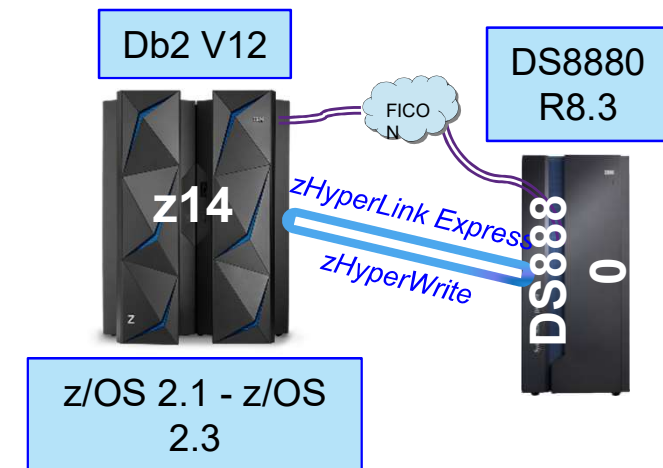 Db2 V12
DS8880
R8.3
FICO
N
z14
zHyperLink Express
zHyperWrite
DS888
0
Z
z/OS 2.1 - z/OS
2.3